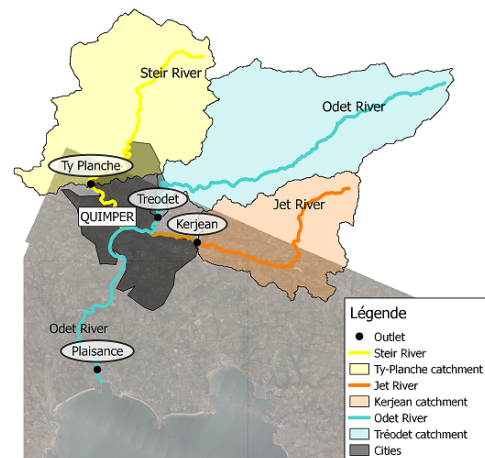 Steir River
Odet River
Ty Planche
Treodet
Jet River
QUIMPER
Kerjean
Odet River
Plaisance
Légende
Outlet
Steir River
Ty-Planche catchment
Jet River
Kerjean catchment
Odet River
Tréodet catchment
Cities